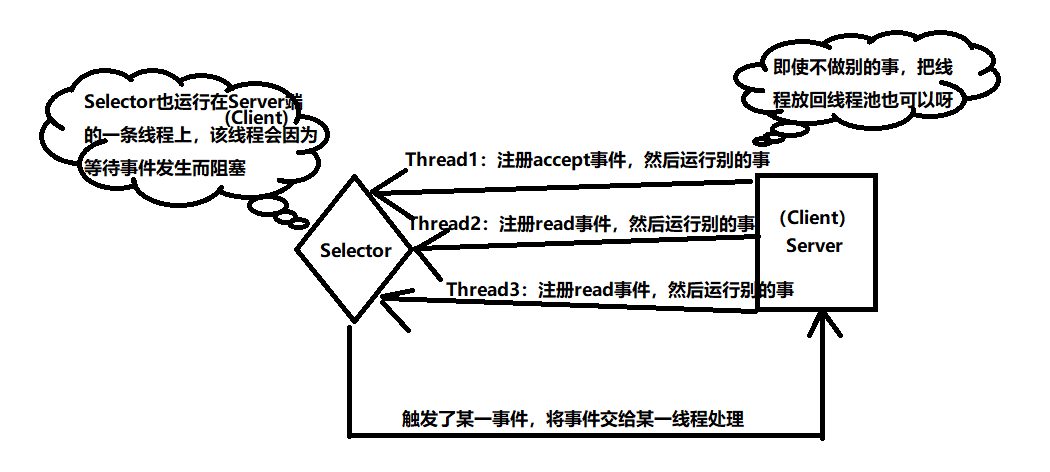 即使不做别的事，把线
程放回线程池也可以呀
Selector也运行在Server端
(Client)
的一条线程上，该线程会因为
等待事件发生而阻塞
Thread1：注册accept事件，然后运行别的事
Thread2：注册read事件，然后运行别的事
(Client)
Server
Selector
Thread3：注册read事件，然后运行别的事
触发了某一事件，将事件交给某一线程处理